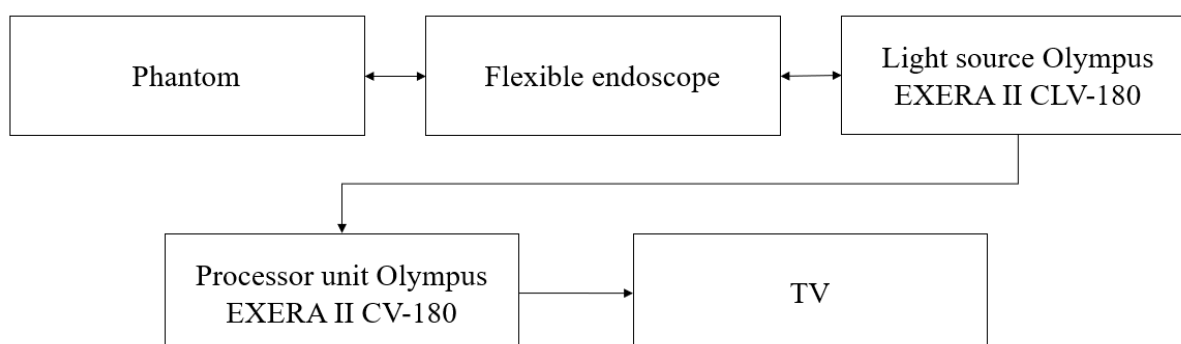 Phantom
Flexible endoscope
Light source Olympus
EXERA II CLV-180
Processor unit Olympus
EXERA II CV-180
TV